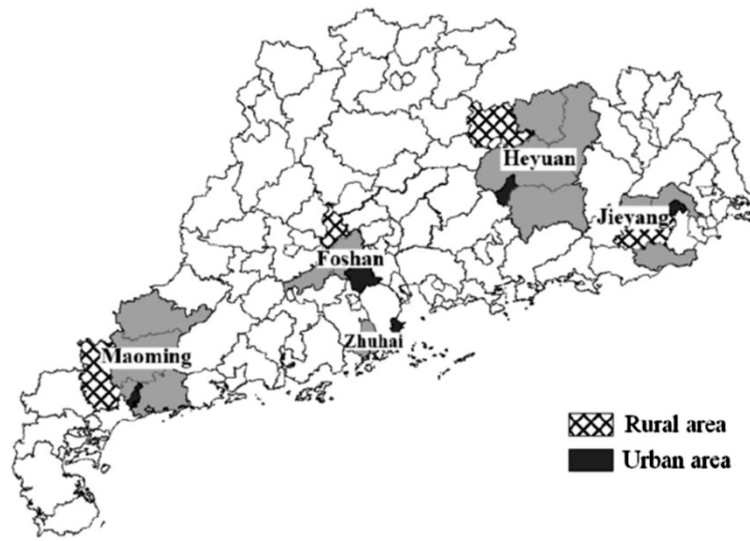 Heyuan
Jieyang
Foshan
Zhuhai
Maoming
Rural area
Urban area